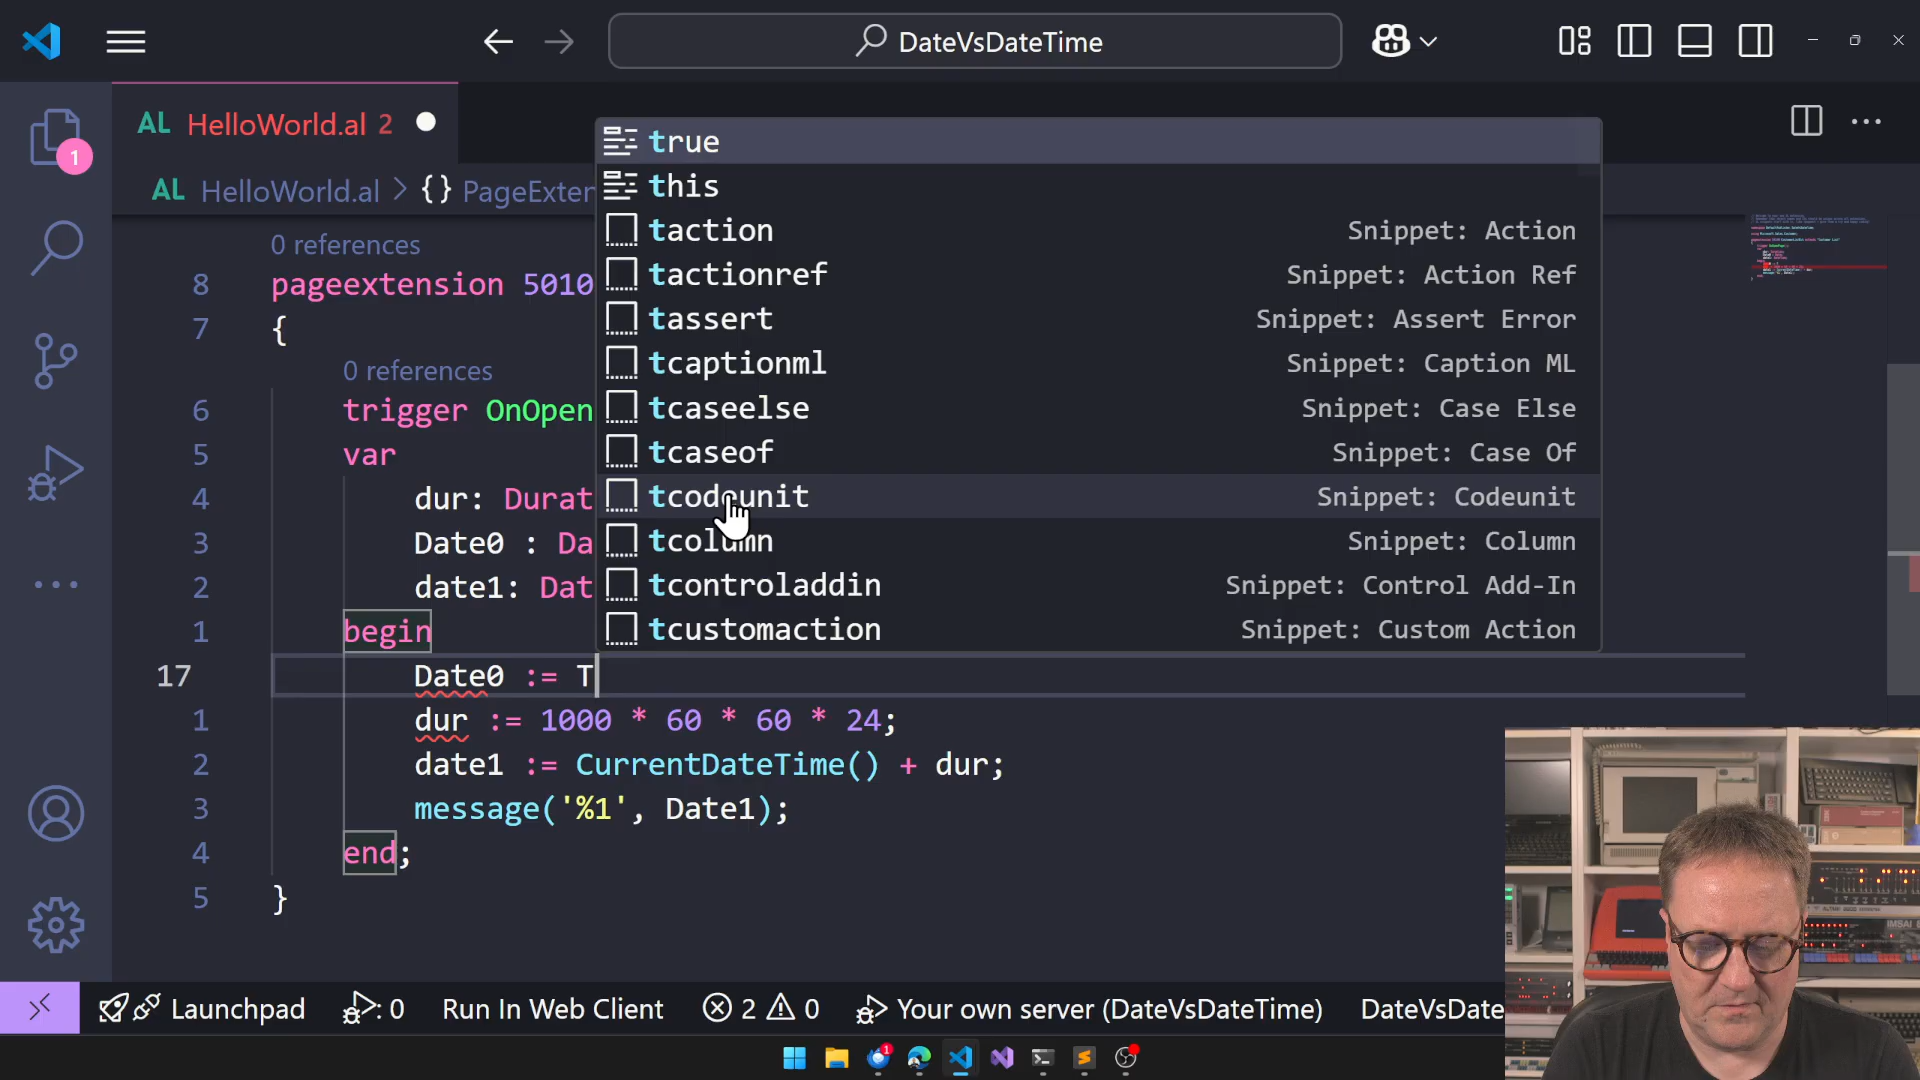 DateVsDateTime
AL HelloWorld.al 2
1
AL HelloWorld.al > {} PageExten
0 references
8 pageextension 5010
7 {
0 references
6 trigger OnOpen
5 var
4 dur: Durat
3 Date0 : Da
2 date1: Dat
1 begin
17 Date0 := T
1 dur := 1000 * 60 * 60 * 24;
2 date1 := CurrentDateTime() + dur;
3 message('%1', Date1);
4 end;
5 }
true
this
taction Snippet: Action
tactionref Snippet: Action Ref
tassert Snippet: Assert Error
tcaptionml Snippet: Caption ML
tcaseelse Snippet: Case Else
tcaseof Snippet: Case Of
tcodeunit Snippet: Codeunit
tcolumn Snippet: Column
tcontroladdin Snippet: Control Add-In
tcustomaction Snippet: Custom Action
Launchpad : 0 Run In Web Client 2 0 Your own server (DateVsDateTime) DateVsDate
1